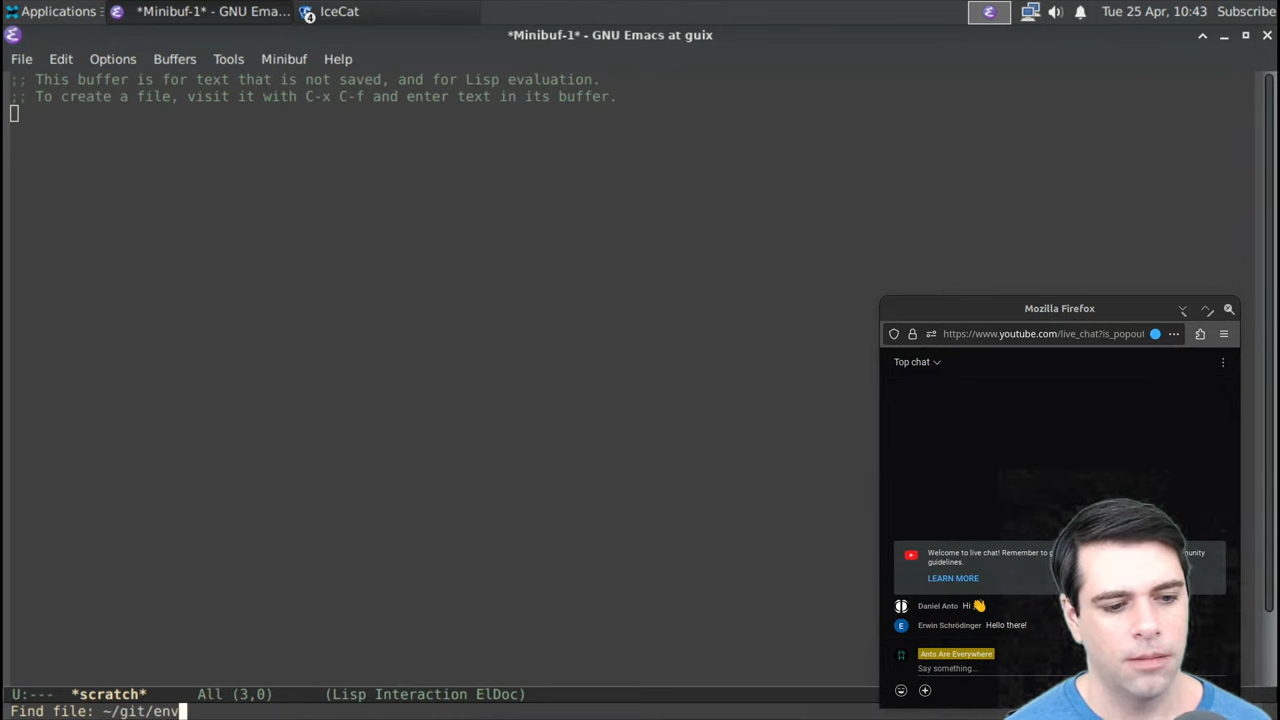 Applications
*Minibuf-1* - GNU Ema...
4
IceCat
Tue 25 Apr, 10:43
Subscribe
*Minibuf-1* - GNU Emacs at guix
File Edit Options Buffers Tools Minibuf Help
;; This buffer is for text that is not saved, and for Lisp evaluation.
;; To create a file, visit it with C-x C-f and enter text in its buffer.
Mozilla Firefox
https://www.youtube.com/live_chat?is_popout
Top chat
Welcome to live chat! Remember to
guidelines.
LEARN MORE
Daniel Anto Hi 👋
E Erwin Schrödinger Hello there!
Ants Are Everywhere
Say something...
U:--- *scratch* All (3,0) (Lisp Interaction ElDoc)
Find file: ~/git/env